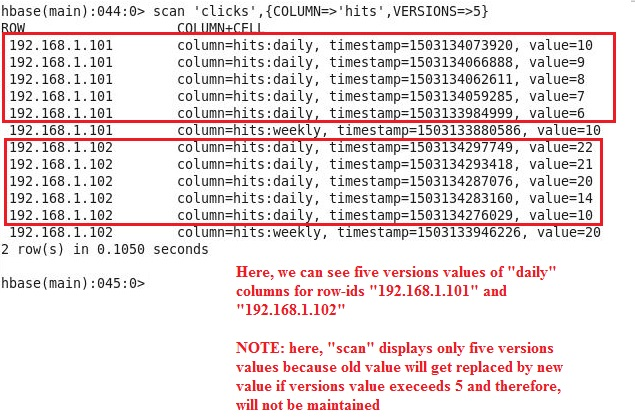 hbase(main):044:0> scan 'clicks',{COLUMN=>'hits',VERSIONS=>5}
ROW COLUMN+CELL
192.168.1.101 column=hits:daily, timestamp=1503134073920, value=10
192.168.1.101 column=hits:daily, timestamp=1503134066888, value=9
192.168.1.101 column=hits:daily, timestamp=1503134062611, value=8
192.168.1.101 column=hits:daily, timestamp=1503134059285, value=7
192.168.1.101 column=hits:daily, timestamp=1503133984999, value=6
192.168.1.101 column=hits:weekly, timestamp=1503133880586, value=10
192.168.1.102 column=hits:daily, timestamp=1503134297749, value=22
192.168.1.102 column=hits:daily, timestamp=1503134293418, value=21
192.168.1.102 column=hits:daily, timestamp=1503134287076, value=20
192.168.1.102 column=hits:daily, timestamp=1503134283160, value=14
192.168.1.102 column=hits:daily, timestamp=1503134276029, value=10
192.168.1.102 column=hits:weekly, timestamp=1503133946226, value=20
2 row(s) in 0.1050 seconds
hbase(main):045:0>
Here, we can see five versions values of "daily"
columns for row-ids "192.168.1.101" and
"192.168.1.102"
NOTE: here, "scan" displays only five versions
values because old value will get replaced by new
value if versions value execeeds 5 and therefore,
will not be maintained